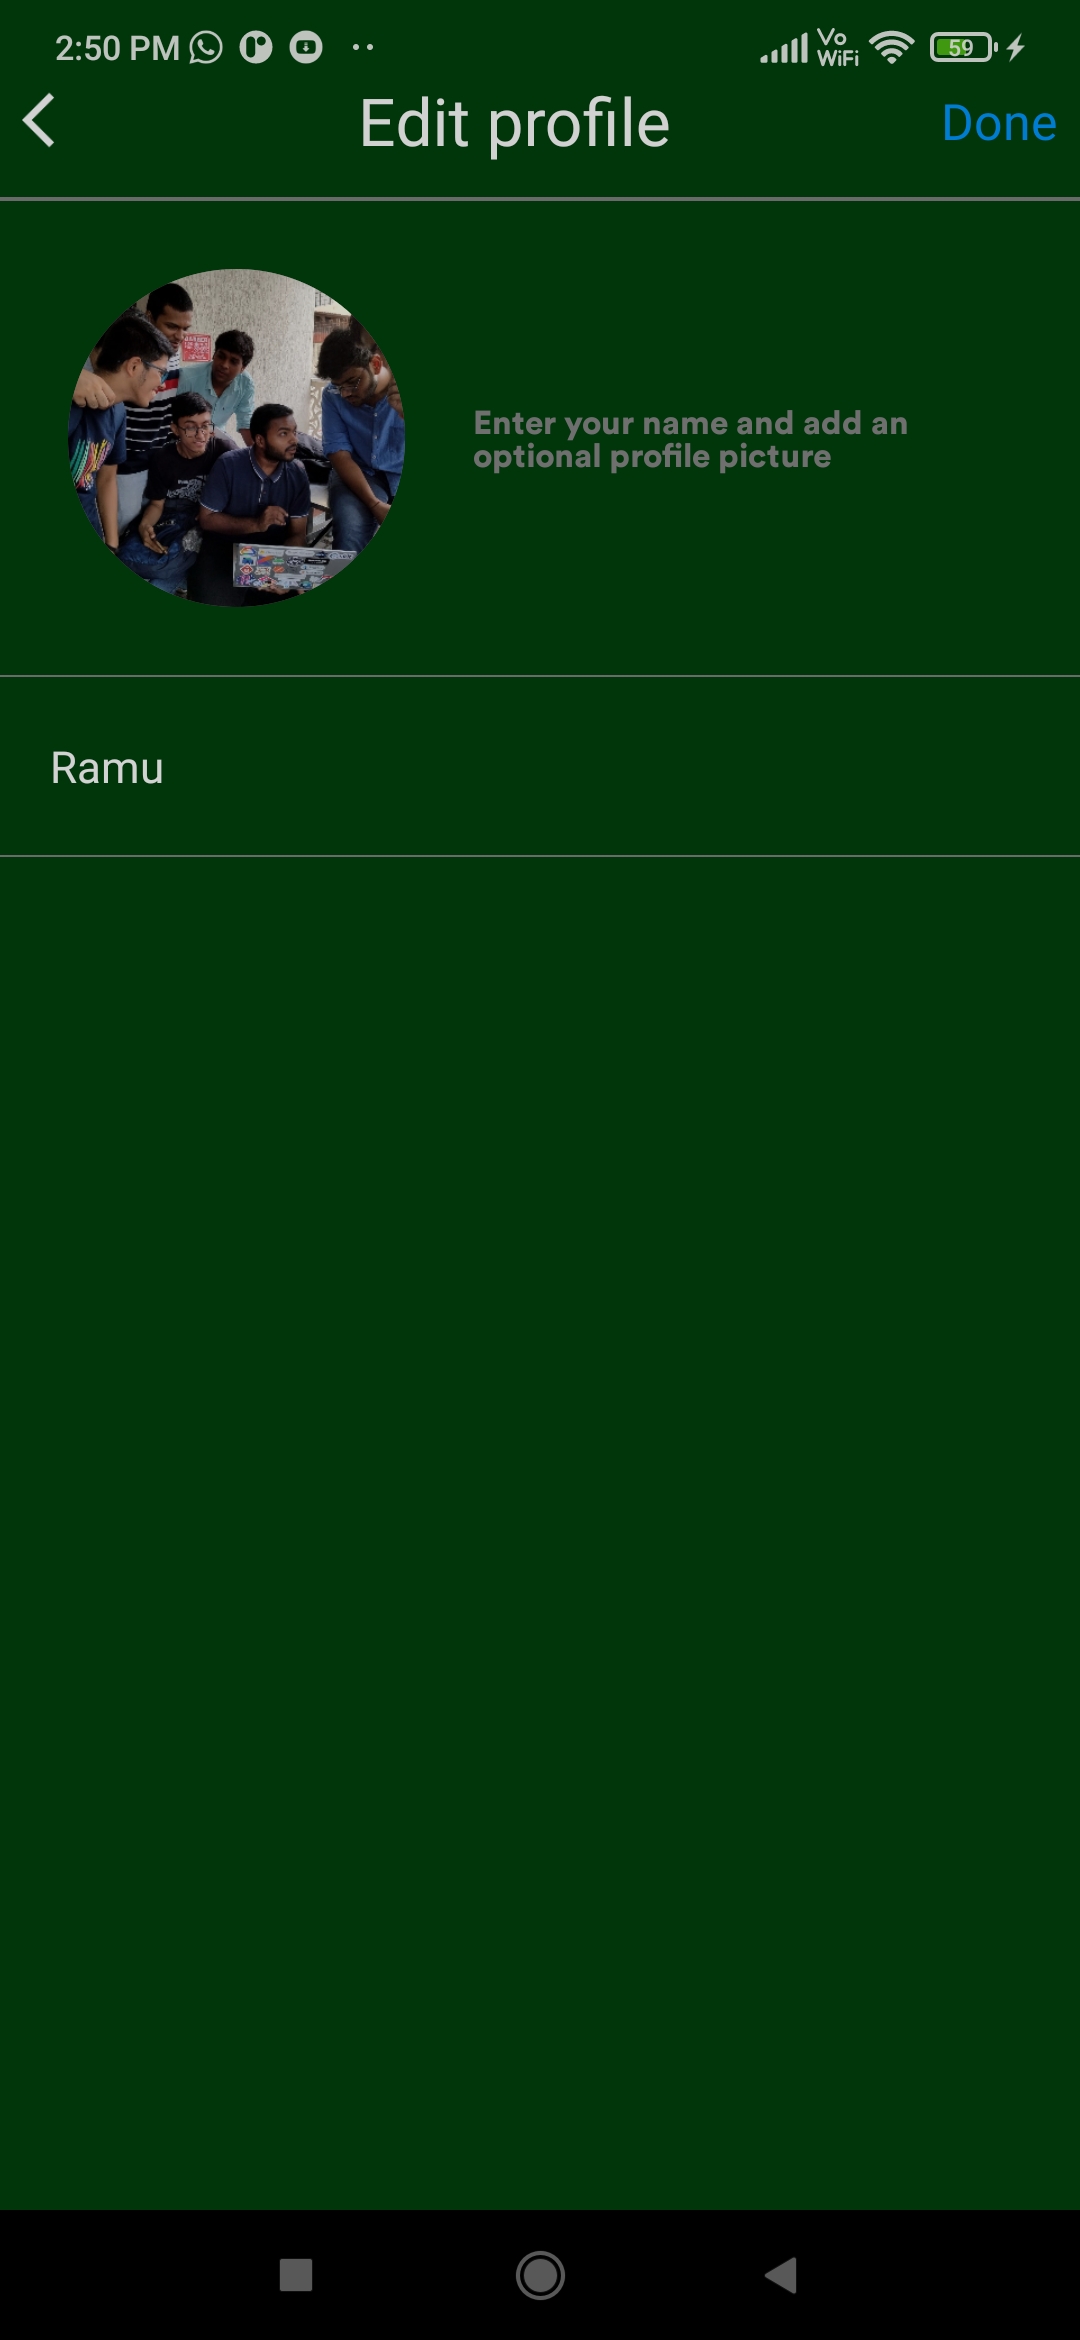 2:50 PM
Vo
WiFi
59
Edit profile
Done
Enter your name and add an
optional profile picture
Ramu